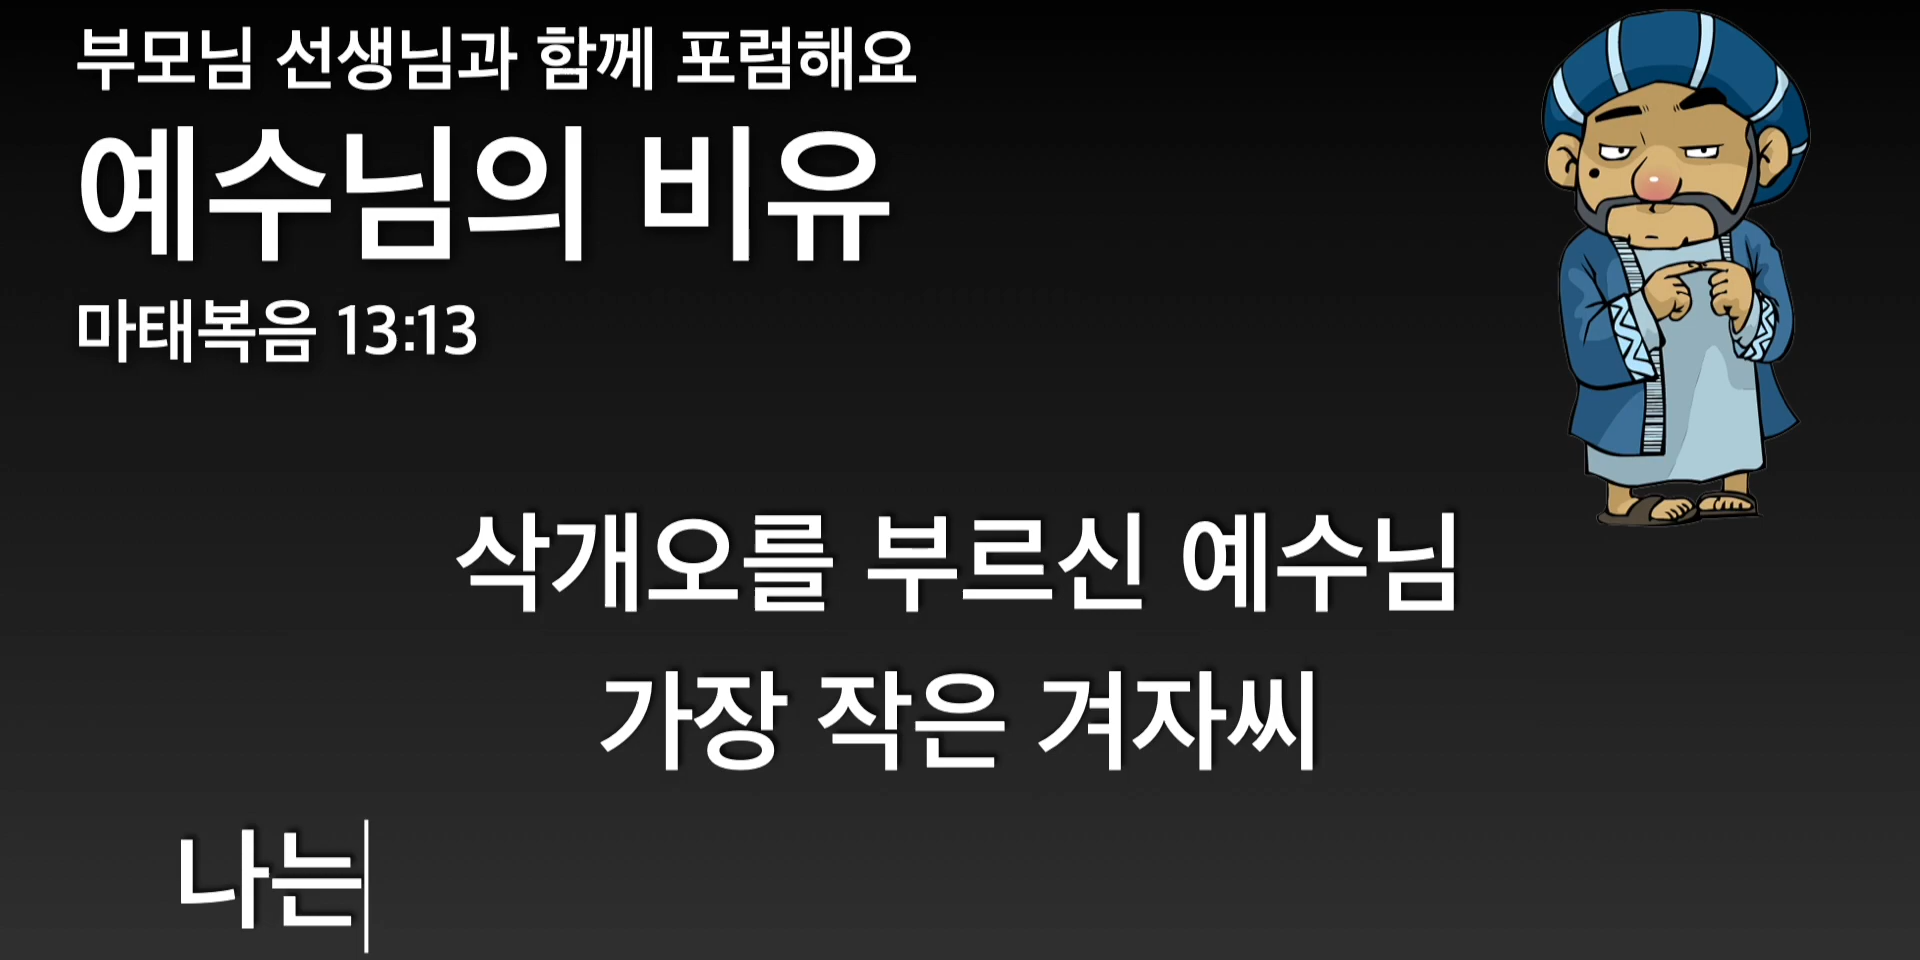 부모님 선생님과 함께 포럼해요
예수님의 비유
마태복음 13:13
삭개오를 부르신 예수님
가장 작은 겨자씨
나는